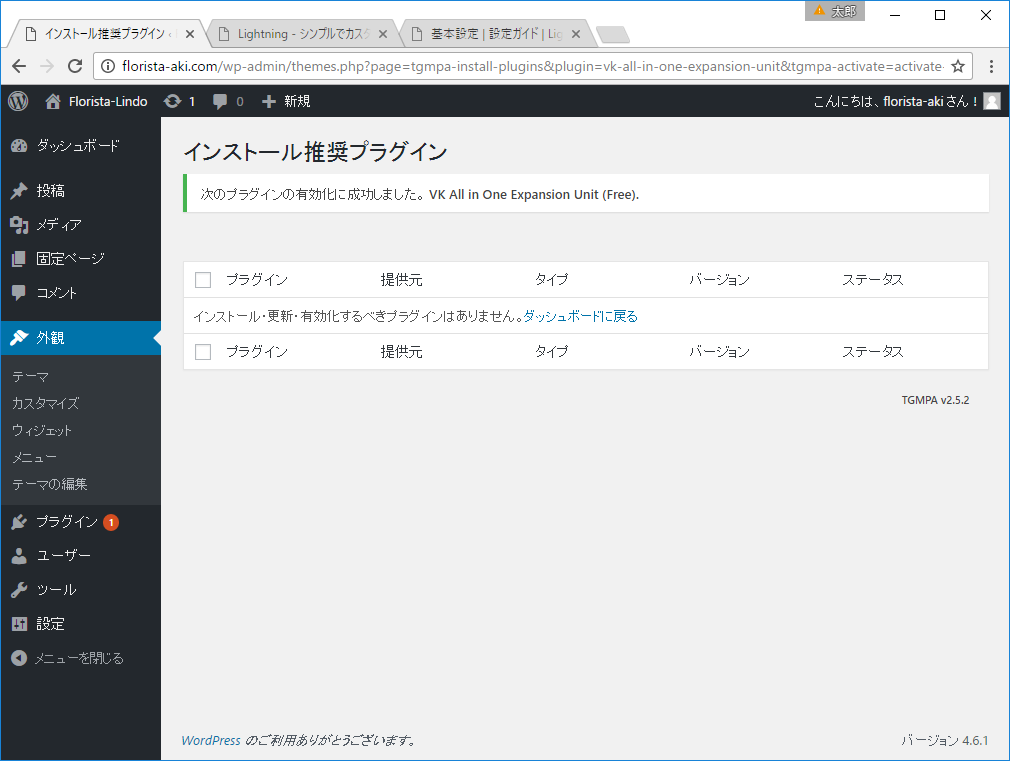 太郎
インストール推奨プラグイン ‹
Lightning - シンプルでカス
基本設定 | 設定ガイド | Lig
florista-aki.com/wp-admin/themes.php?page=tgmpa-install-plugins&plugin=vk-all-in-one-expansion-unit&tgmpa-activate=activate-
Florista-Lindo 1 0 新規
こんにちは、florista-aki さん !
ダッシュボード
投稿
メディア
固定ページ
コメント
外観
テーマ
カスタマイズ
ウィジェット
メニュー
テーマの編集
プラグイン 1
ユーザー
ツール
設定
メニューを閉じる
インストール推奨プラグイン
次のプラグインの有効化に成功しました。 VK All in One Expansion Unit (Free).
プラグイン 提供元 タイプ バージョン ステータス
インストール・更新・有効化するべきプラグインはありません。ダッシュボードに戻る
プラグイン 提供元 タイプ バージョン ステータス
TGMPA v2.5.2
WordPress のご利用ありがとうございます。
バージョン 4.6.1